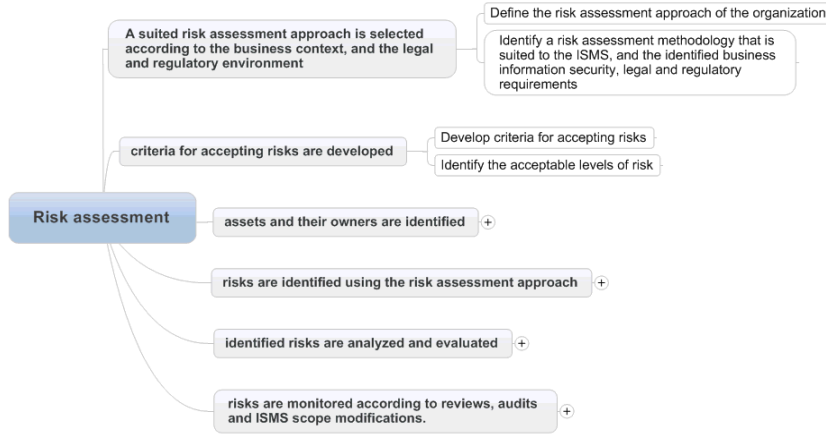 A suited risk assessment approach is selected
according to the business context, and the legal
and regulatory environment
Define the risk assessment approach of the organization
Identify a risk assessment methodology that is
suited to the ISMS, and the identified business
information security, legal and regulatory
requirements
criteria for accepting risks are developed
Develop criteria for accepting risks
Identify the acceptable levels of risk
Risk assessment
assets and their owners are identified
risks are identified using the risk assessment approach
identified risks are analyzed and evaluated
risks are monitored according to reviews, audits
and ISMS scope modifications.